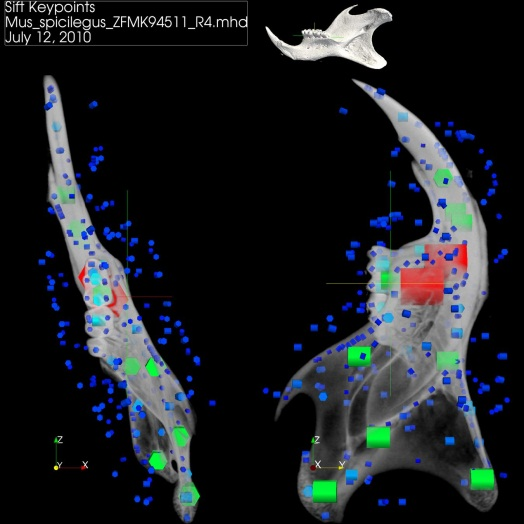 Sift Keypoints
Mus_spicilegus_ZFMK94511_R4.mhd
July 12, 2010
Z
Y X
Z
X Y